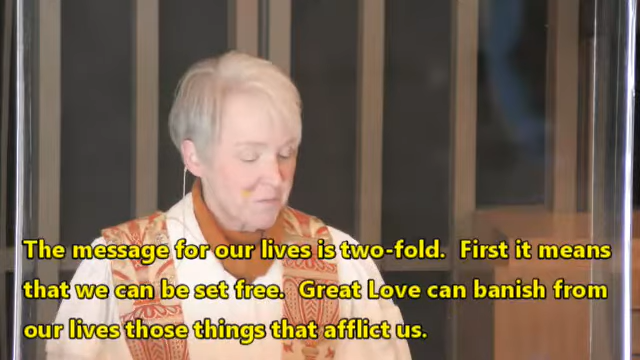 The message for our lives is two-fold.  First it means
that we can be set free.  Great Love can banish from
our lives those things that afflict us.